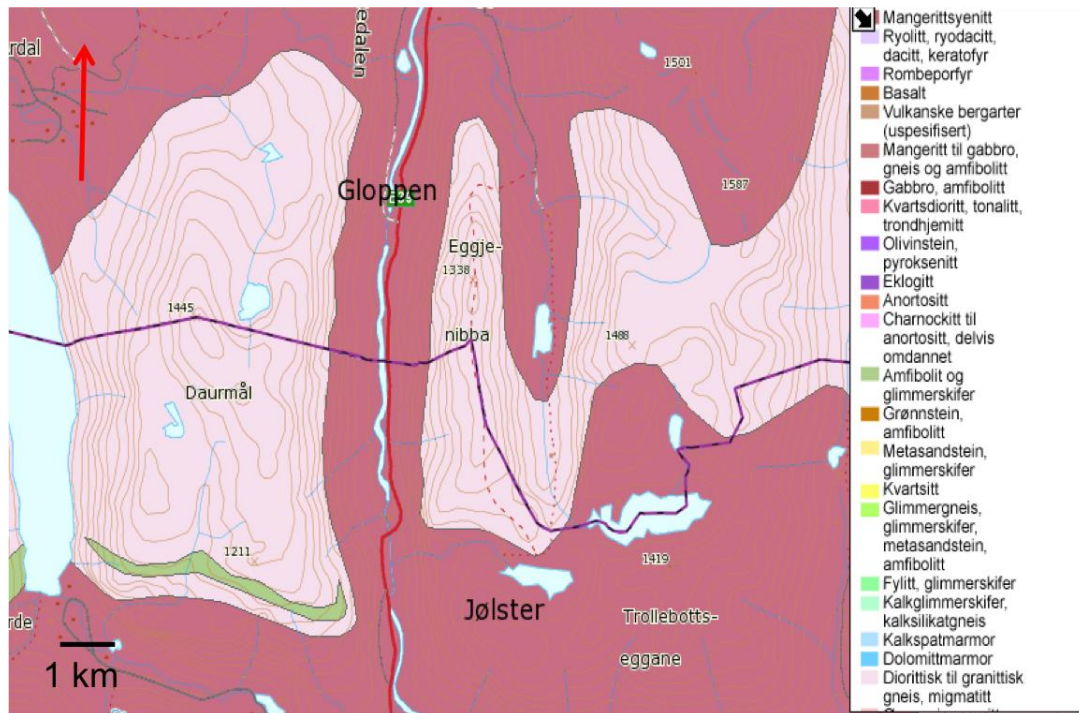 edalen
rdal
1501
1587
Gloppen
Eggje-
1338
nibba
1445
1488
Daurmål
1211
1419
Jølster
Trollebotts-
eggane
rde
1 km
Mangerittsyenitt
Ryolitt, ryodacitt,
dacitt, keratofyr
Rombeporfyr
Basalt
Vulkanske bergarter
(uspesifisert)
Mangeritt til gabbro,
gneis og amfibolitt
Gabbro, amfibolitt
Kvartsdioritt, tonalitt,
trondhjemitt
Olivinstein,
pyroksenitt
Eklogitt
Anortositt
Charnockitt til
anortositt, delvis
omdannet
Amfibolit og
glimmerskifer
Grønnstein,
amfibolitt
Metasandstein,
glimmerskifer
Kvartsitt
Glimmergneis,
glimmerskifer,
metasandstein,
amfibolitt
Fylitt, glimmerskifer
Kalkglimmerskifer,
kalksilikatgneis
Kalkspatmarmor
Dolomittmarmor
Diorittisk til granittisk
gneis, migmatitt